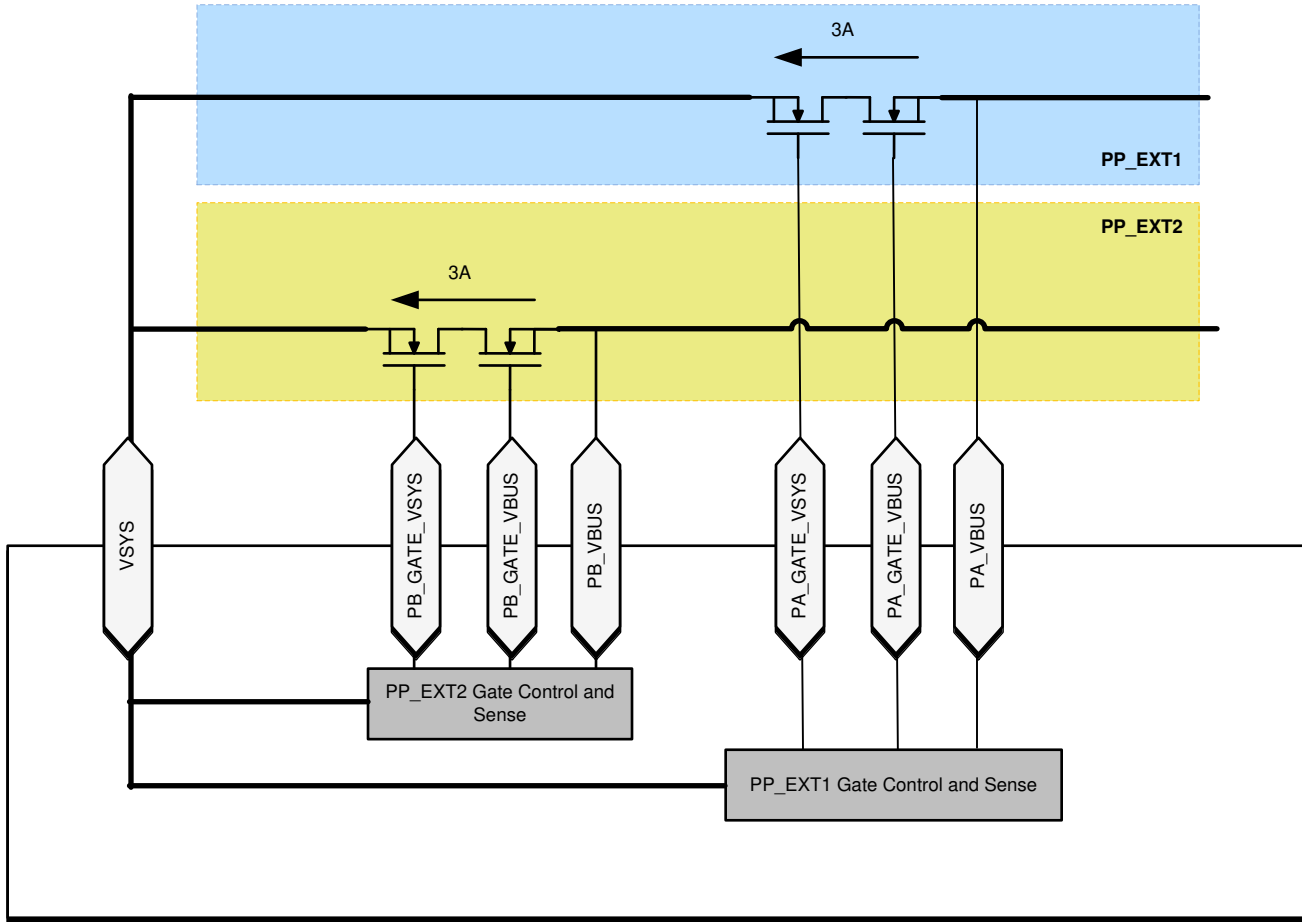 3A
PP_EXT1
PP_EXT2
3A
VSYS
PB_GATE_VSYS
PB_GATE_VBUS
PB_VBUS
PA_GATE_VSYS
PA_GATE_VBUS
PA_VBUS
PP_EXT2 Gate Control and
Sense
PP_EXT1 Gate Control and Sense